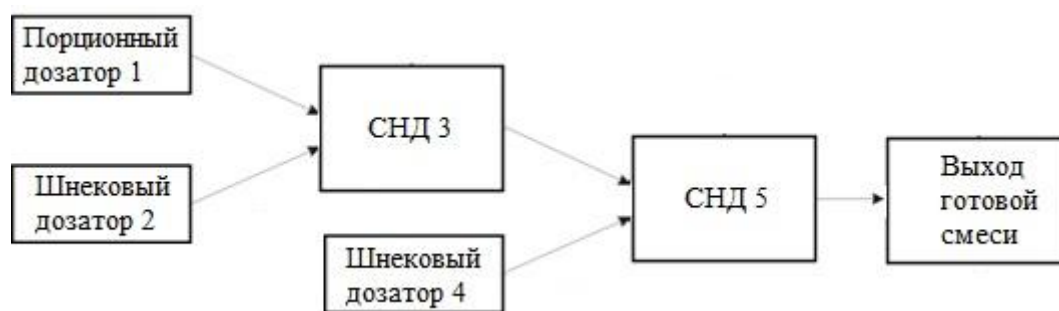 Порционный
дозатор 1
Шнековый
дозатор 2
СНД 3
Шнековый
дозатор 4
СНД 5
Выход
готовой
смеси